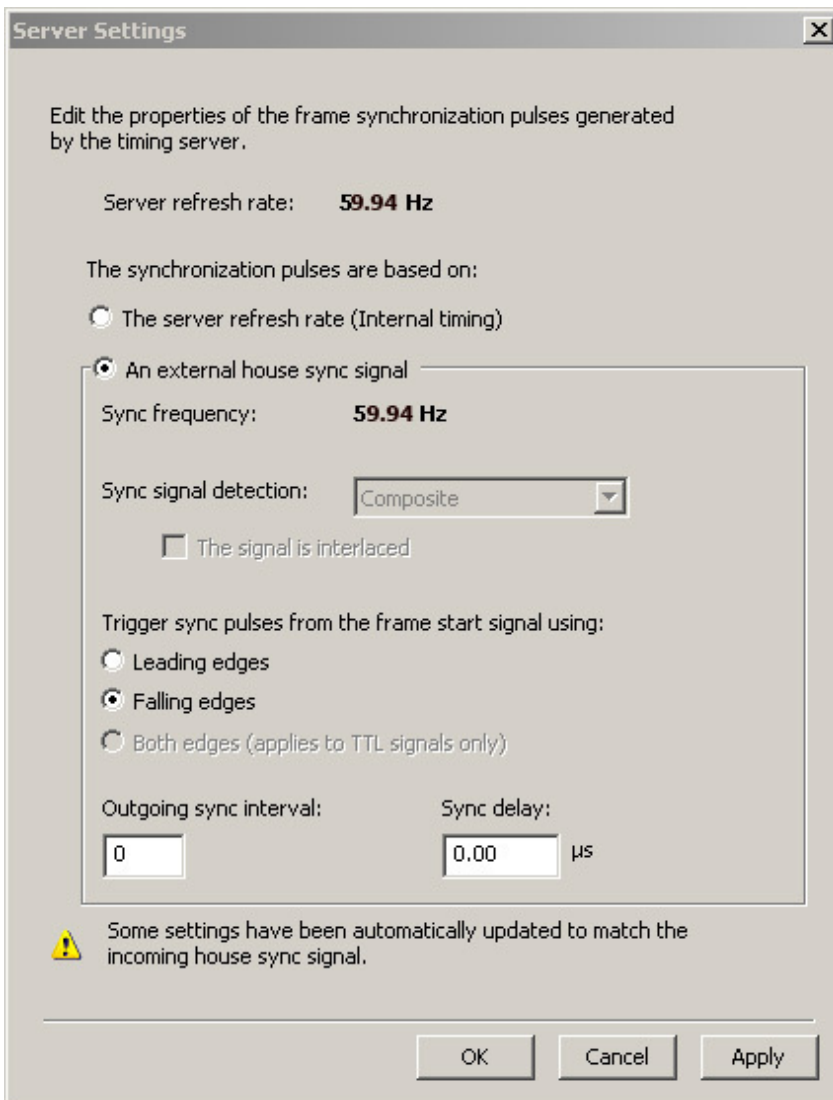 Server Settings
Edit the properties of the frame synchronization pulses generated
by the timing server.
Server refresh rate: 59.94 Hz
The synchronization pulses are based on:
The server refresh rate (Internal timing)
An external house sync signal
Sync frequency: 59.94 Hz
Sync signal detection: Composite
The signal is interlaced
Trigger sync pulses from the frame start signal using:
Leading edges
Falling edges
Both edges (applies to TTL signals only)
Outgoing sync interval: Sync delay:
0 0.00 µs
Some settings have been automatically updated to match the
incoming house sync signal.
OK Cancel Apply